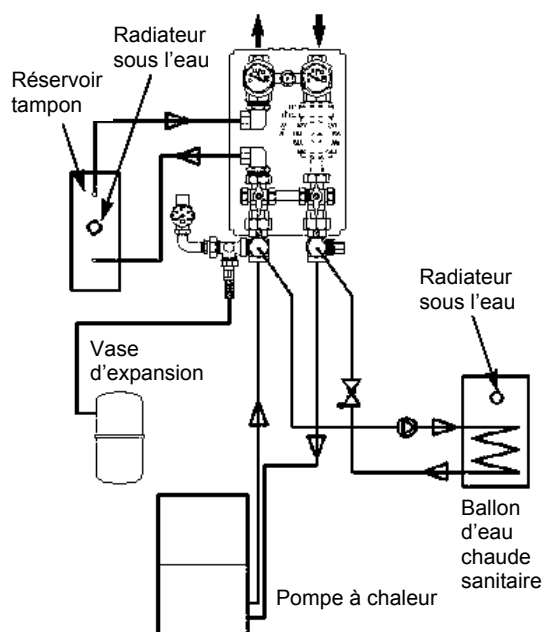 Radiateur
sous l'eau
Réservoir
tampon
Radiateur
sous l'eau
Vase
d'expansion
Ballon
d'eau
chaude
sanitaire
Pompe à chaleur